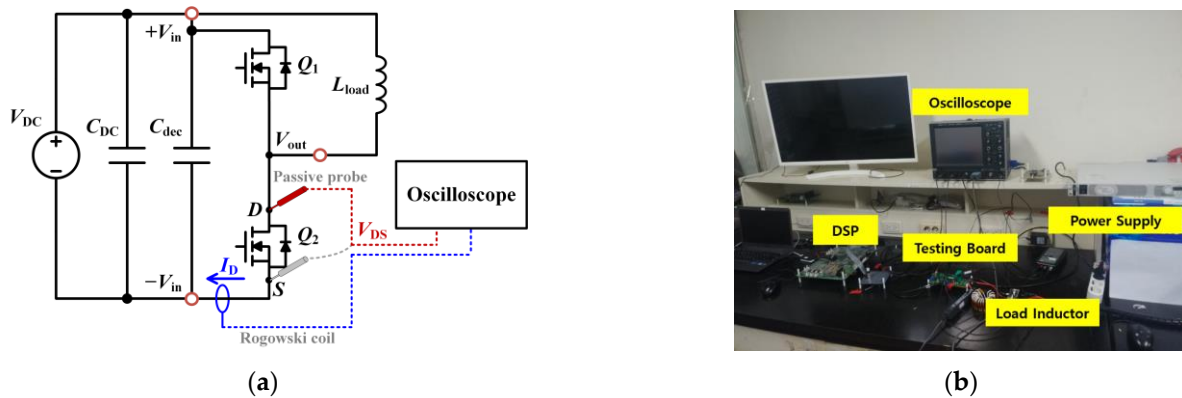 +V_in
Q_1
L_load
V_DC
C_DC
C_dec
V_out
Passive probe
Oscilloscope
D
V_DS
Q_2
I_D
−V_in
S
Rogowski coil
(a)
Oscilloscope
DSP
Testing Board
Power Supply
Load Inductor
(b)